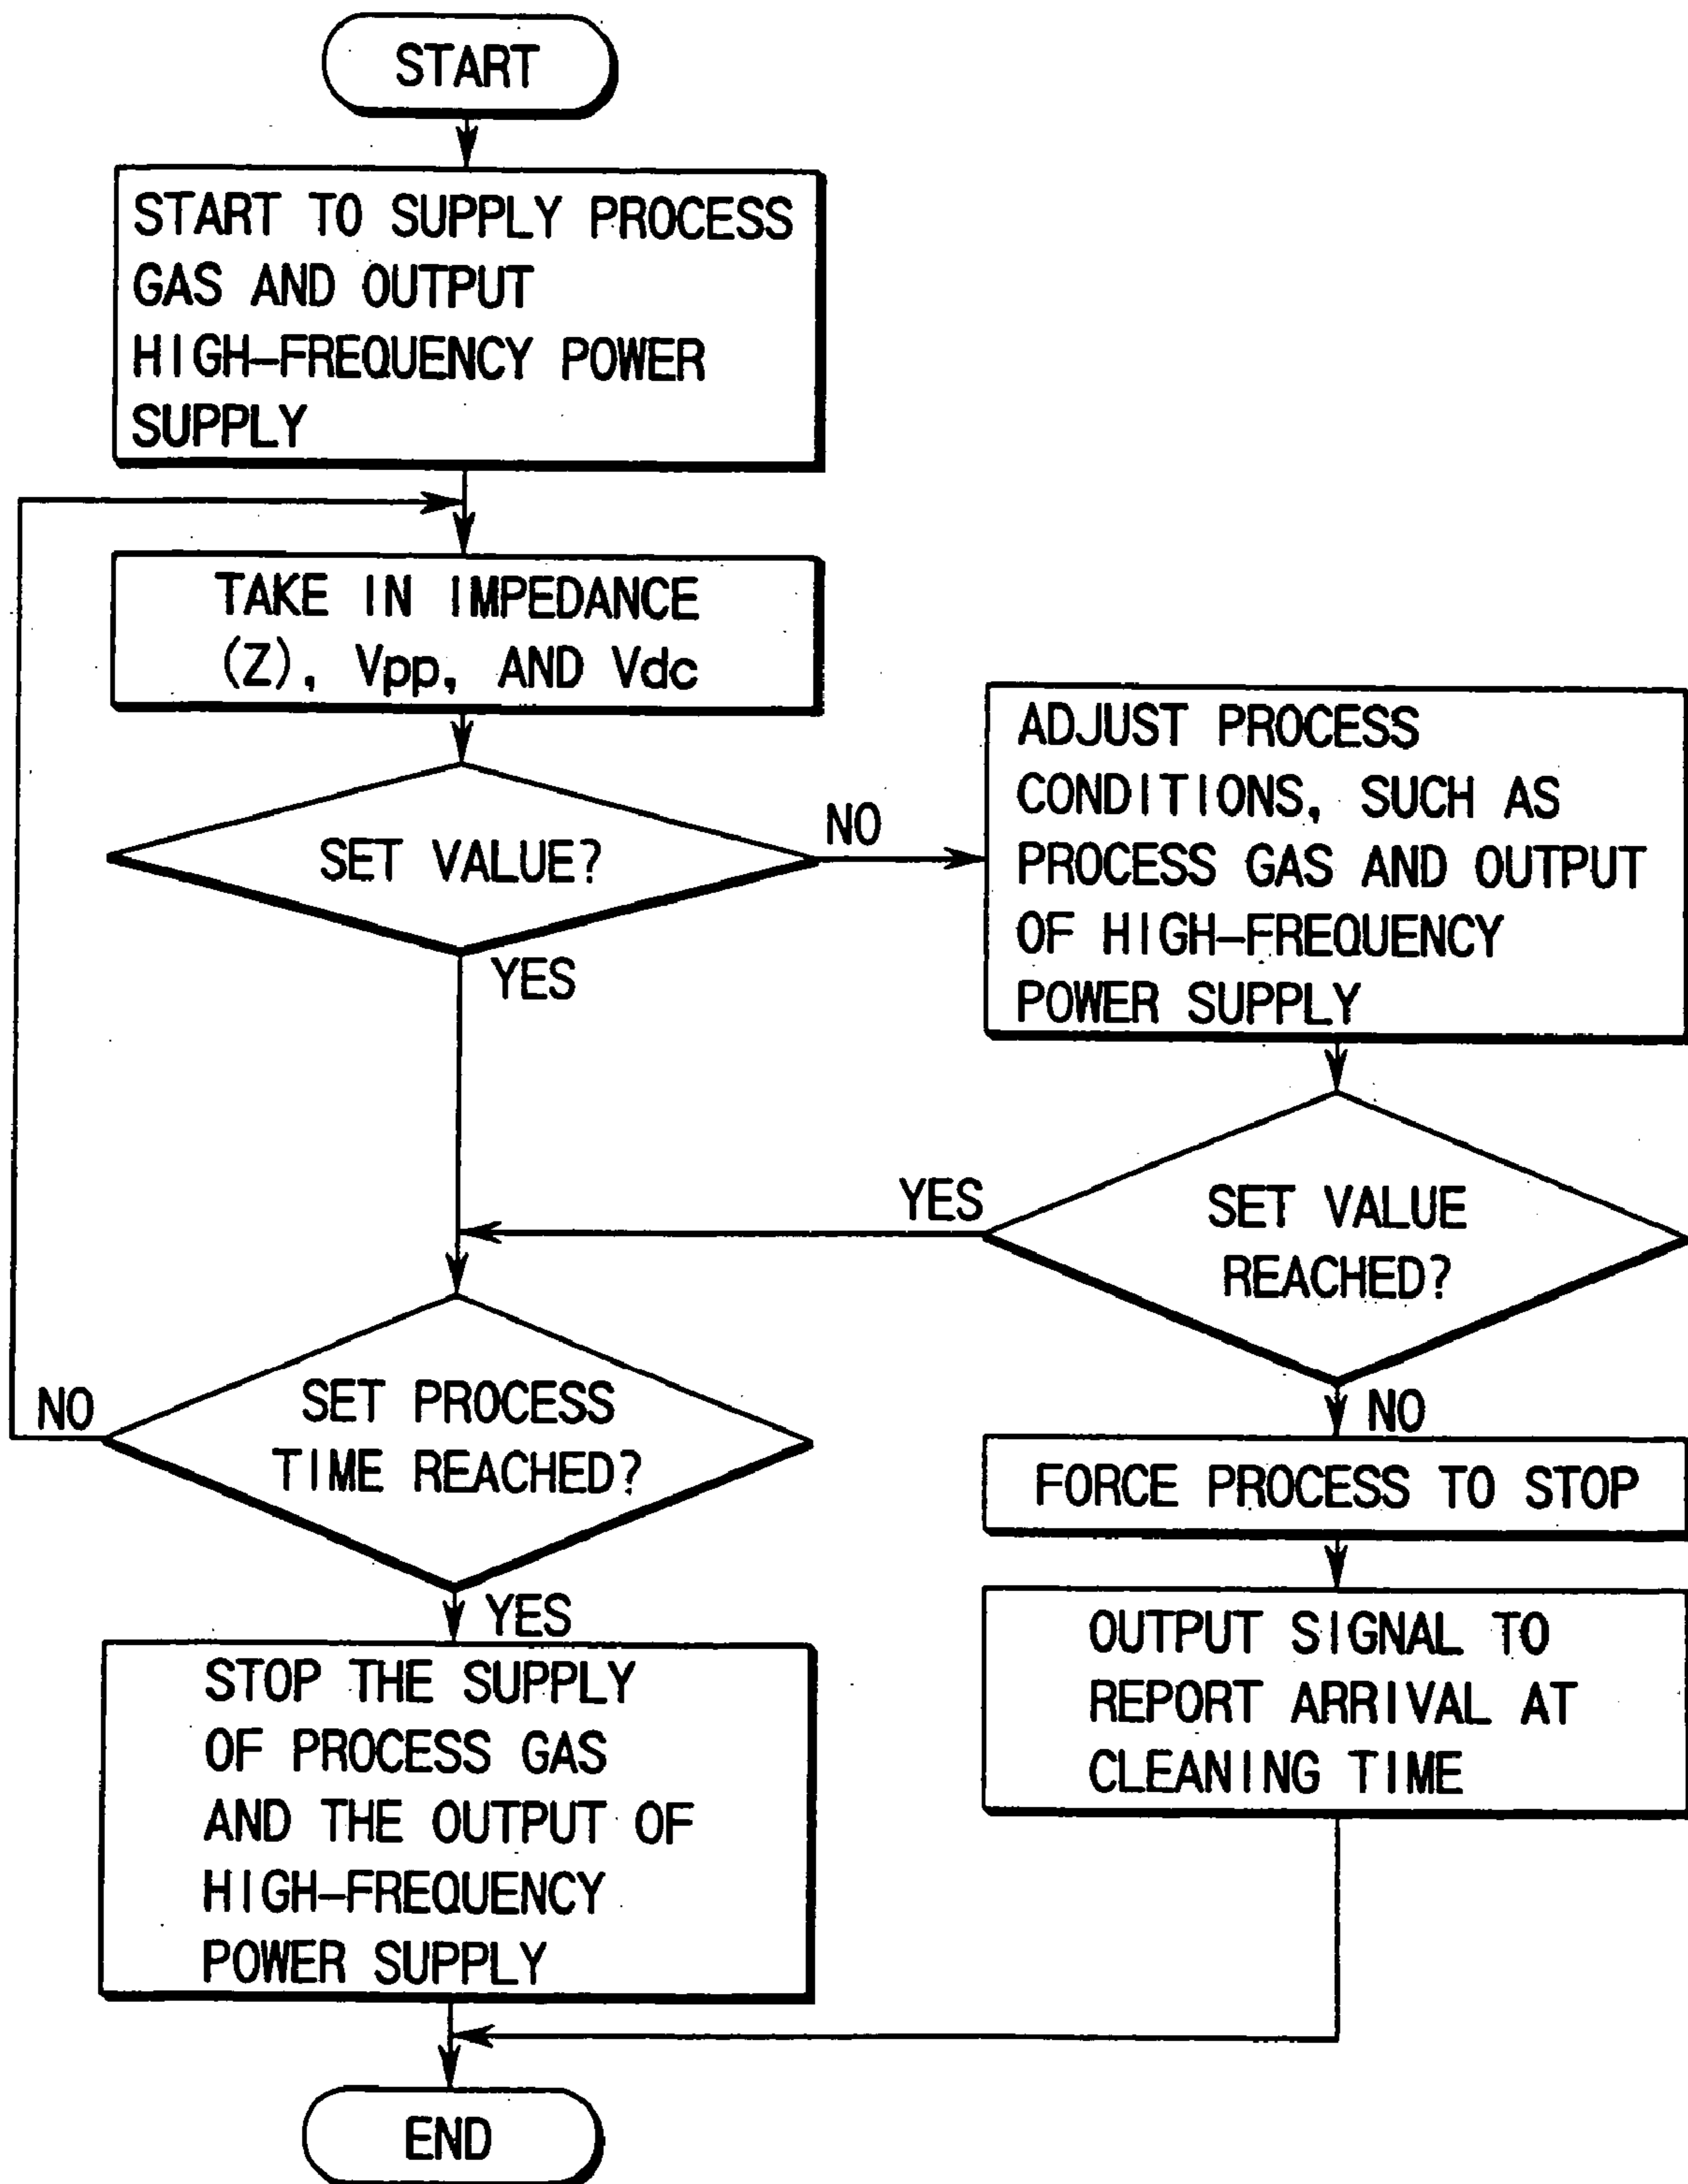 START
START TO SUPPLY PROCESS
GAS AND OUTPUT
HIGH-FREQUENCY POWER
SUPPLY
TAKE IN IMPEDANCE
(Z), Vpp, AND Vdc
SET VALUE?
NO
YES
ADJUST PROCESS
CONDITIONS, SUCH AS
PROCESS GAS AND OUTPUT
OF HIGH-FREQUENCY
POWER SUPPLY
YES
SET VALUE
REACHED?
NO
SET PROCESS
TIME REACHED?
NO
YES
FORCE PROCESS TO STOP
OUTPUT SIGNAL TO
REPORT ARRIVAL AT
CLEANING TIME
STOP THE SUPPLY
OF PROCESS GAS
AND THE OUTPUT OF
HIGH-FREQUENCY
POWER SUPPLY
END